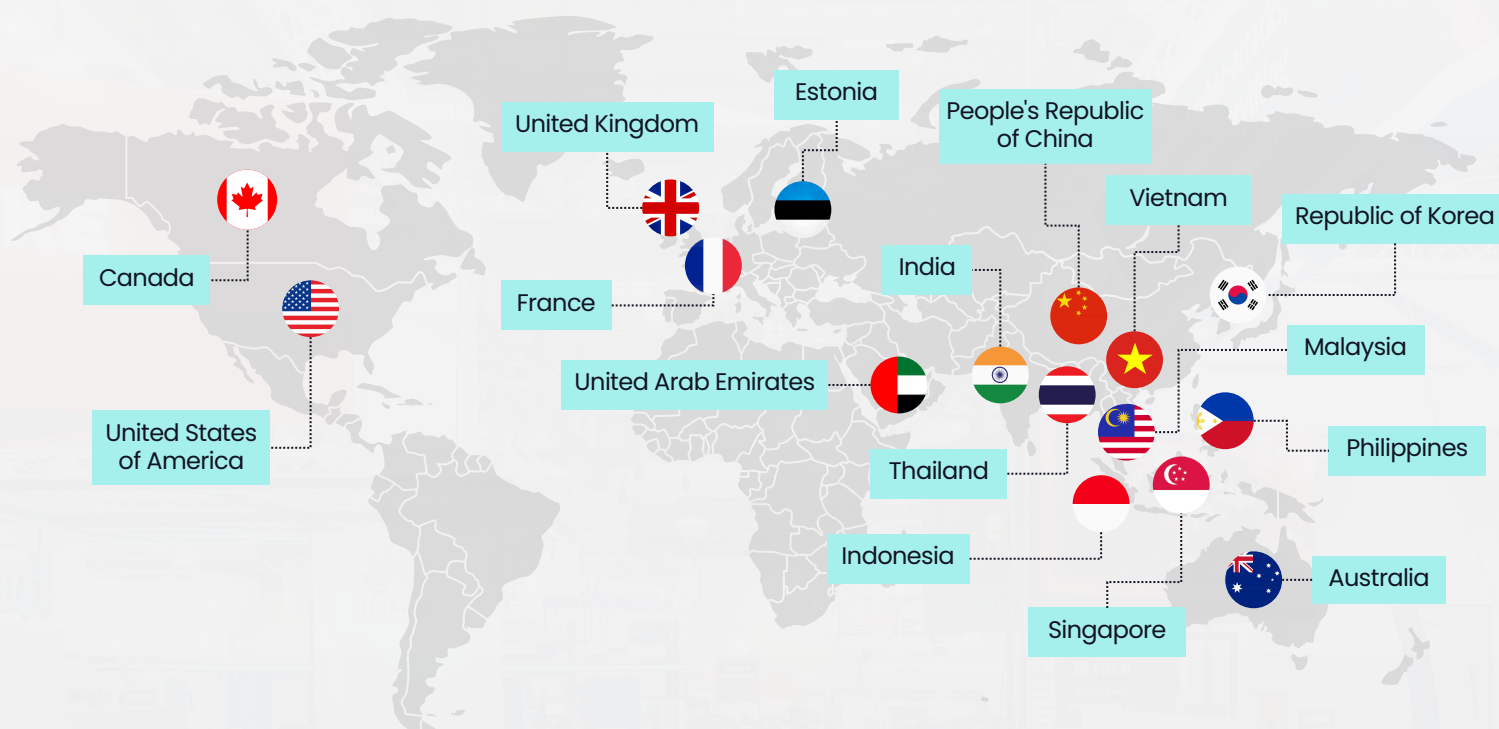 Estonia
People's Republic
of China
United Kingdom
Vietnam
Republic of Korea
Canada
India
France
Malaysia
United Arab Emirates
United States
of America
Philippines
Thailand
Indonesia
Australia
Singapore